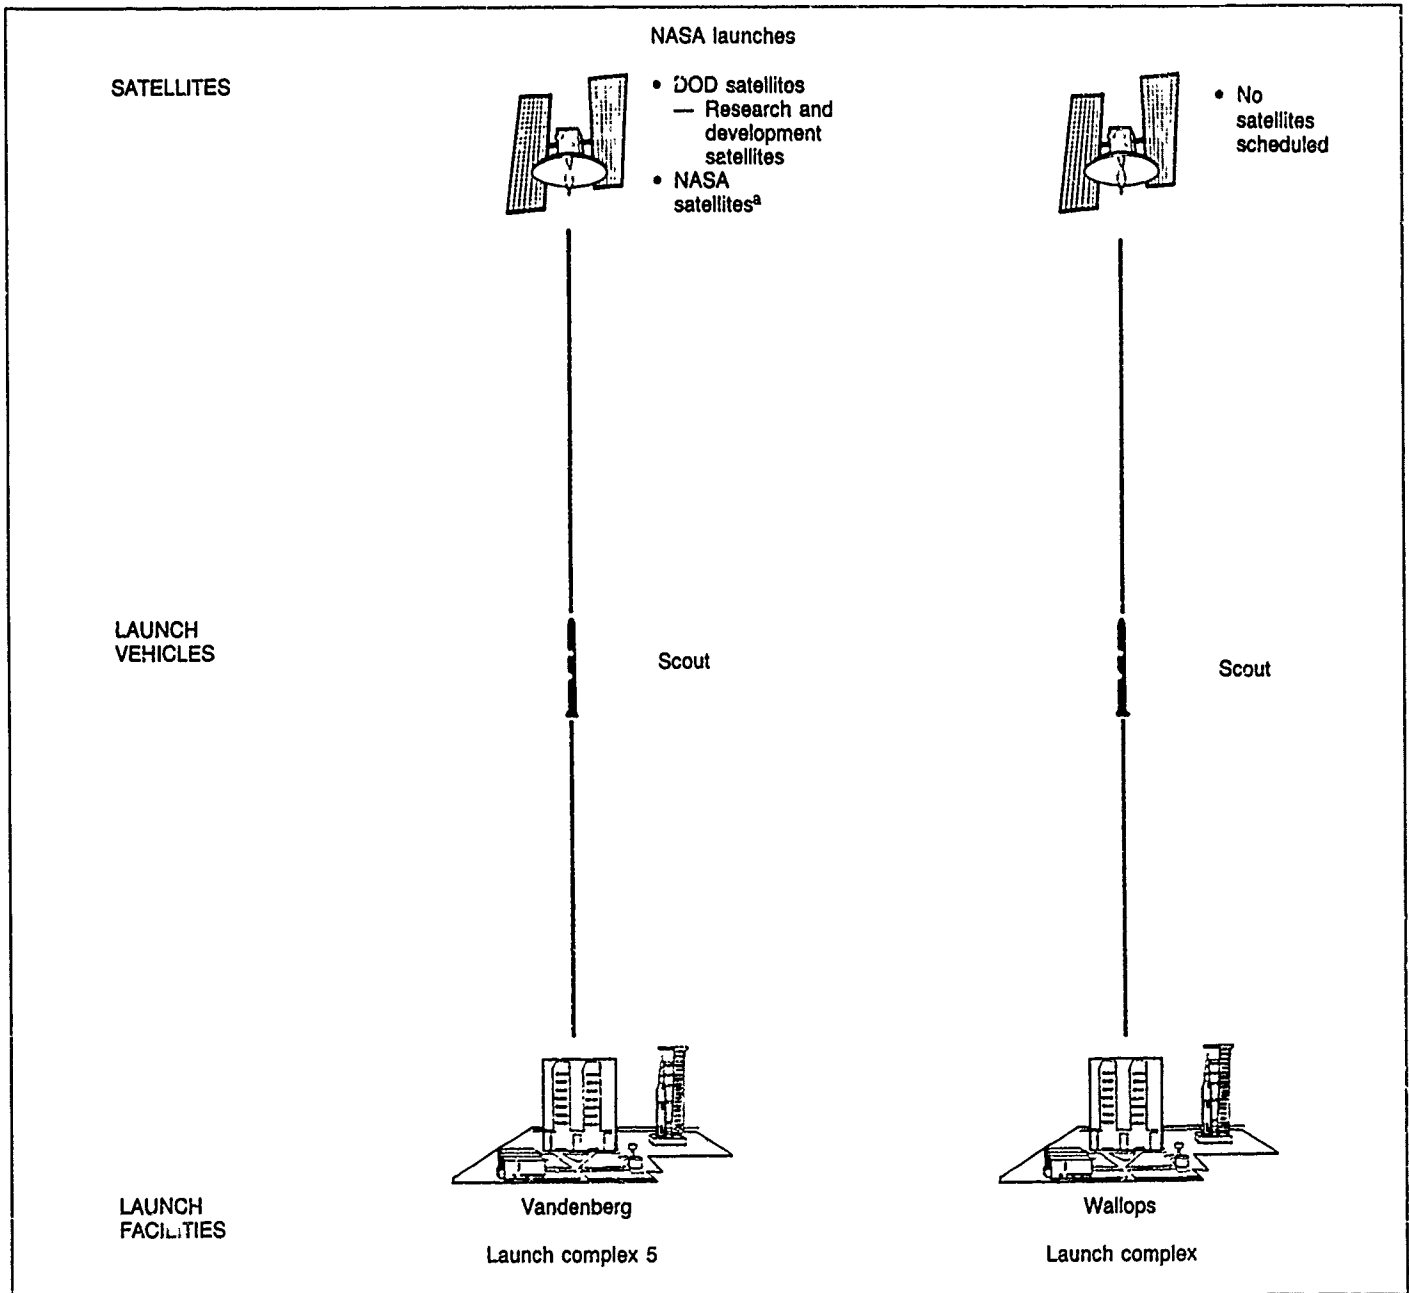 NASA launches
SATELLITES
• DOD satellites
— Research and
development
satellites
• NASA
satellitesª
• No
satellites
scheduled
LAUNCH
VEHICLES
Scout
Scout
LAUNCH
FACILITIES
Vandenberg
Launch complex 5
Wallops
Launch complex